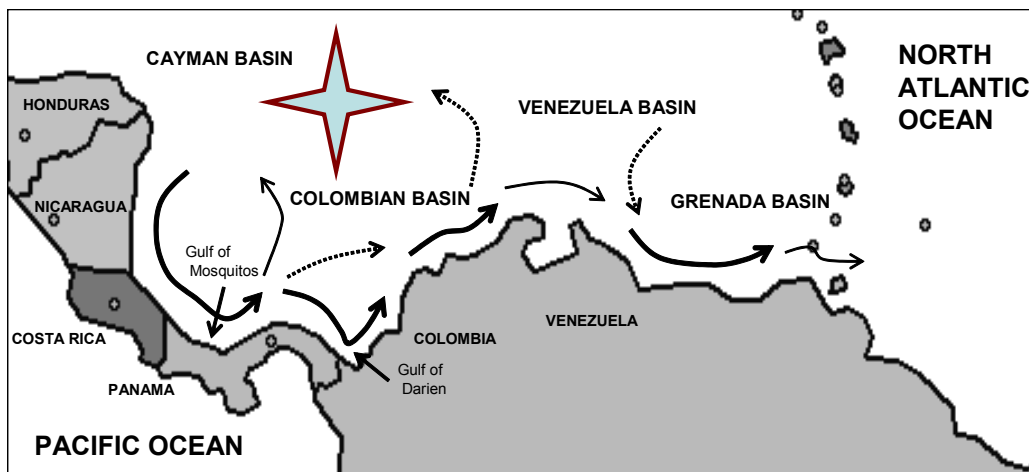 CAYMAN BASIN
NORTH
ATLANTIC
OCEAN
VENEZUELA BASIN
HONDURAS
COLOMBIAN BASIN
GRENADA BASIN
NICARAGUA
Gulf of
Mosquitos
COSTA RICA
COLOMBIA
VENEZUELA
Gulf of
Darien
PANAMA
PACIFIC OCEAN